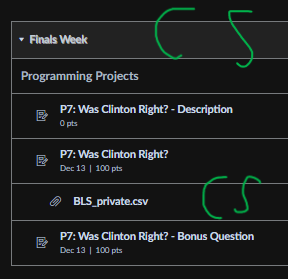 Finals Week
CS
Programming Projects
P7: Was Clinton Right? - Description
0 pts
P7: Was Clinton Right?
Dec 13 | 100 pts
BLS_private.csv
CS
P7: Was Clinton Right? - Bonus Question
Dec 13 | 100 pts